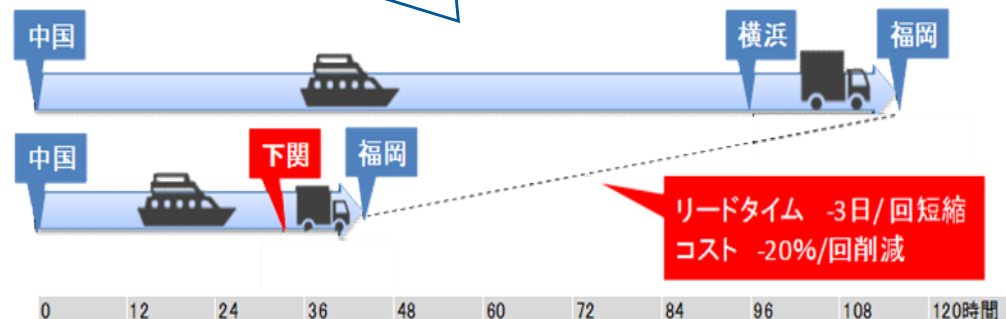 中国
横浜
福岡
中国
下関
福岡
リードタイム -3日/回短縮
コスト -20%/回削減
0 12 24 36 48 60 72 84 96 108 120時間